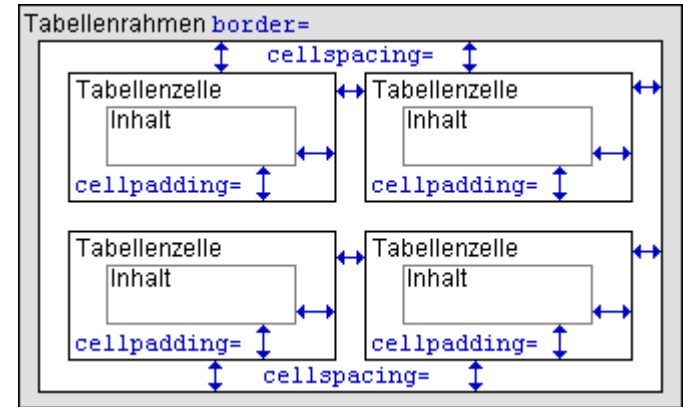 Tabellenrahmen border=
cellspacing=
Tabellenzelle Tabellenzelle
Inhalt Inhalt
cellpadding= cellpadding=
Tabellenzelle Tabellenzelle
Inhalt Inhalt
cellpadding= cellpadding=
cellspacing=